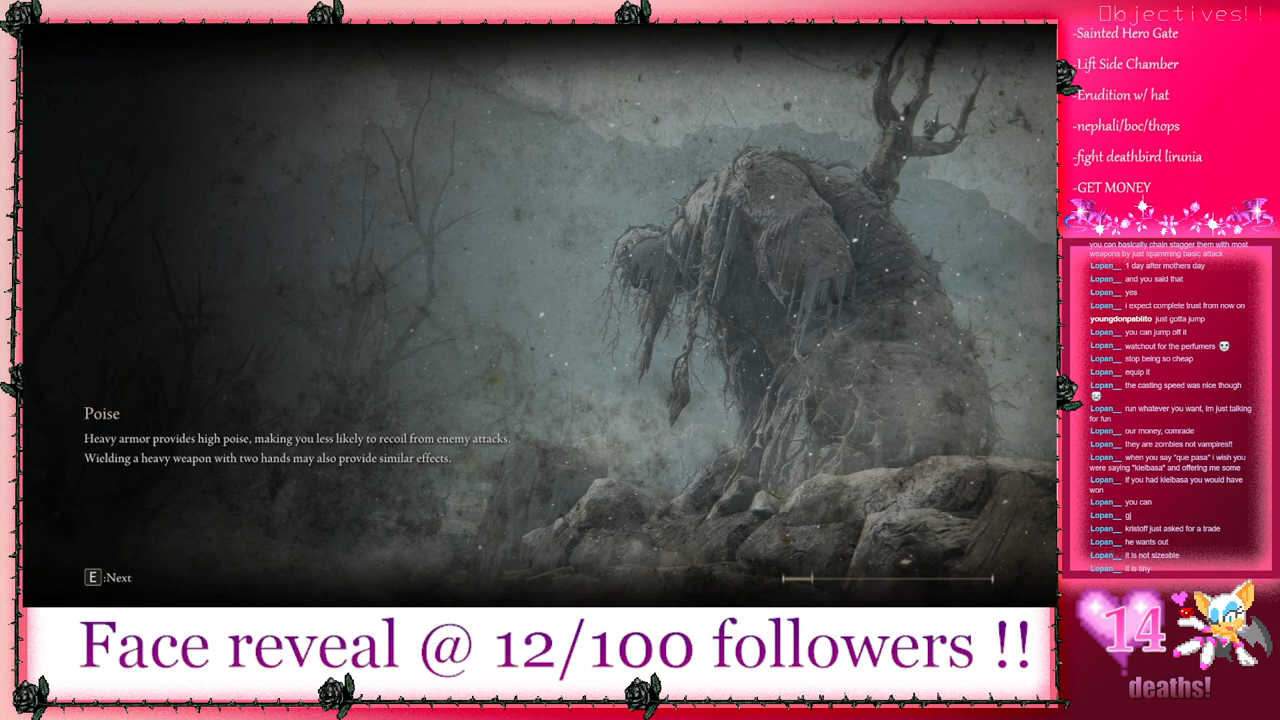 Objectives!!
-Sainted Hero Gate
-Lift Side Chamber
-Erudition w/ hat
-nephali/boc/thops
-fight deathbird lirunia
-GET MONEY
you can basically chain stagger them with most
weapons by just spamming basic attack
Lopan__ 1 day after mothers day
Lopan__ and you said that
Lopan__ yes
Lopan__ i expect complete trust from now on
youngdonpablito just gotta jump
Lopan__ you can jump off it
Lopan__ watchout for the perfumers
Lopan__ stop being so cheap
Lopan__ equip it
Lopan__ the casting speed was nice though
Lopan__ run whatever you want, Im just talking
for fun
Lopan__ our money, comrade
Lopan__ they are zombies not vampires!!
Lopan__ when you say "que pasa" i wish you
were saying "kielbasa" and offering me some
Lopan__ If you had kielbasa you would have
won
Lopan__ you can
Lopan__ gj
Lopan__ kristoff just asked for a trade
Lopan__ he wants out
Lopan__ It is not sizeable
Lopan__ It is tiny
Poise
Heavy armor provides high poise, making you less likely to recoil from enemy attacks.
Wielding a heavy weapon with two hands may also provide similar effects.
E :Next
Face reveal @ 12/100 followers !!
14
deaths!